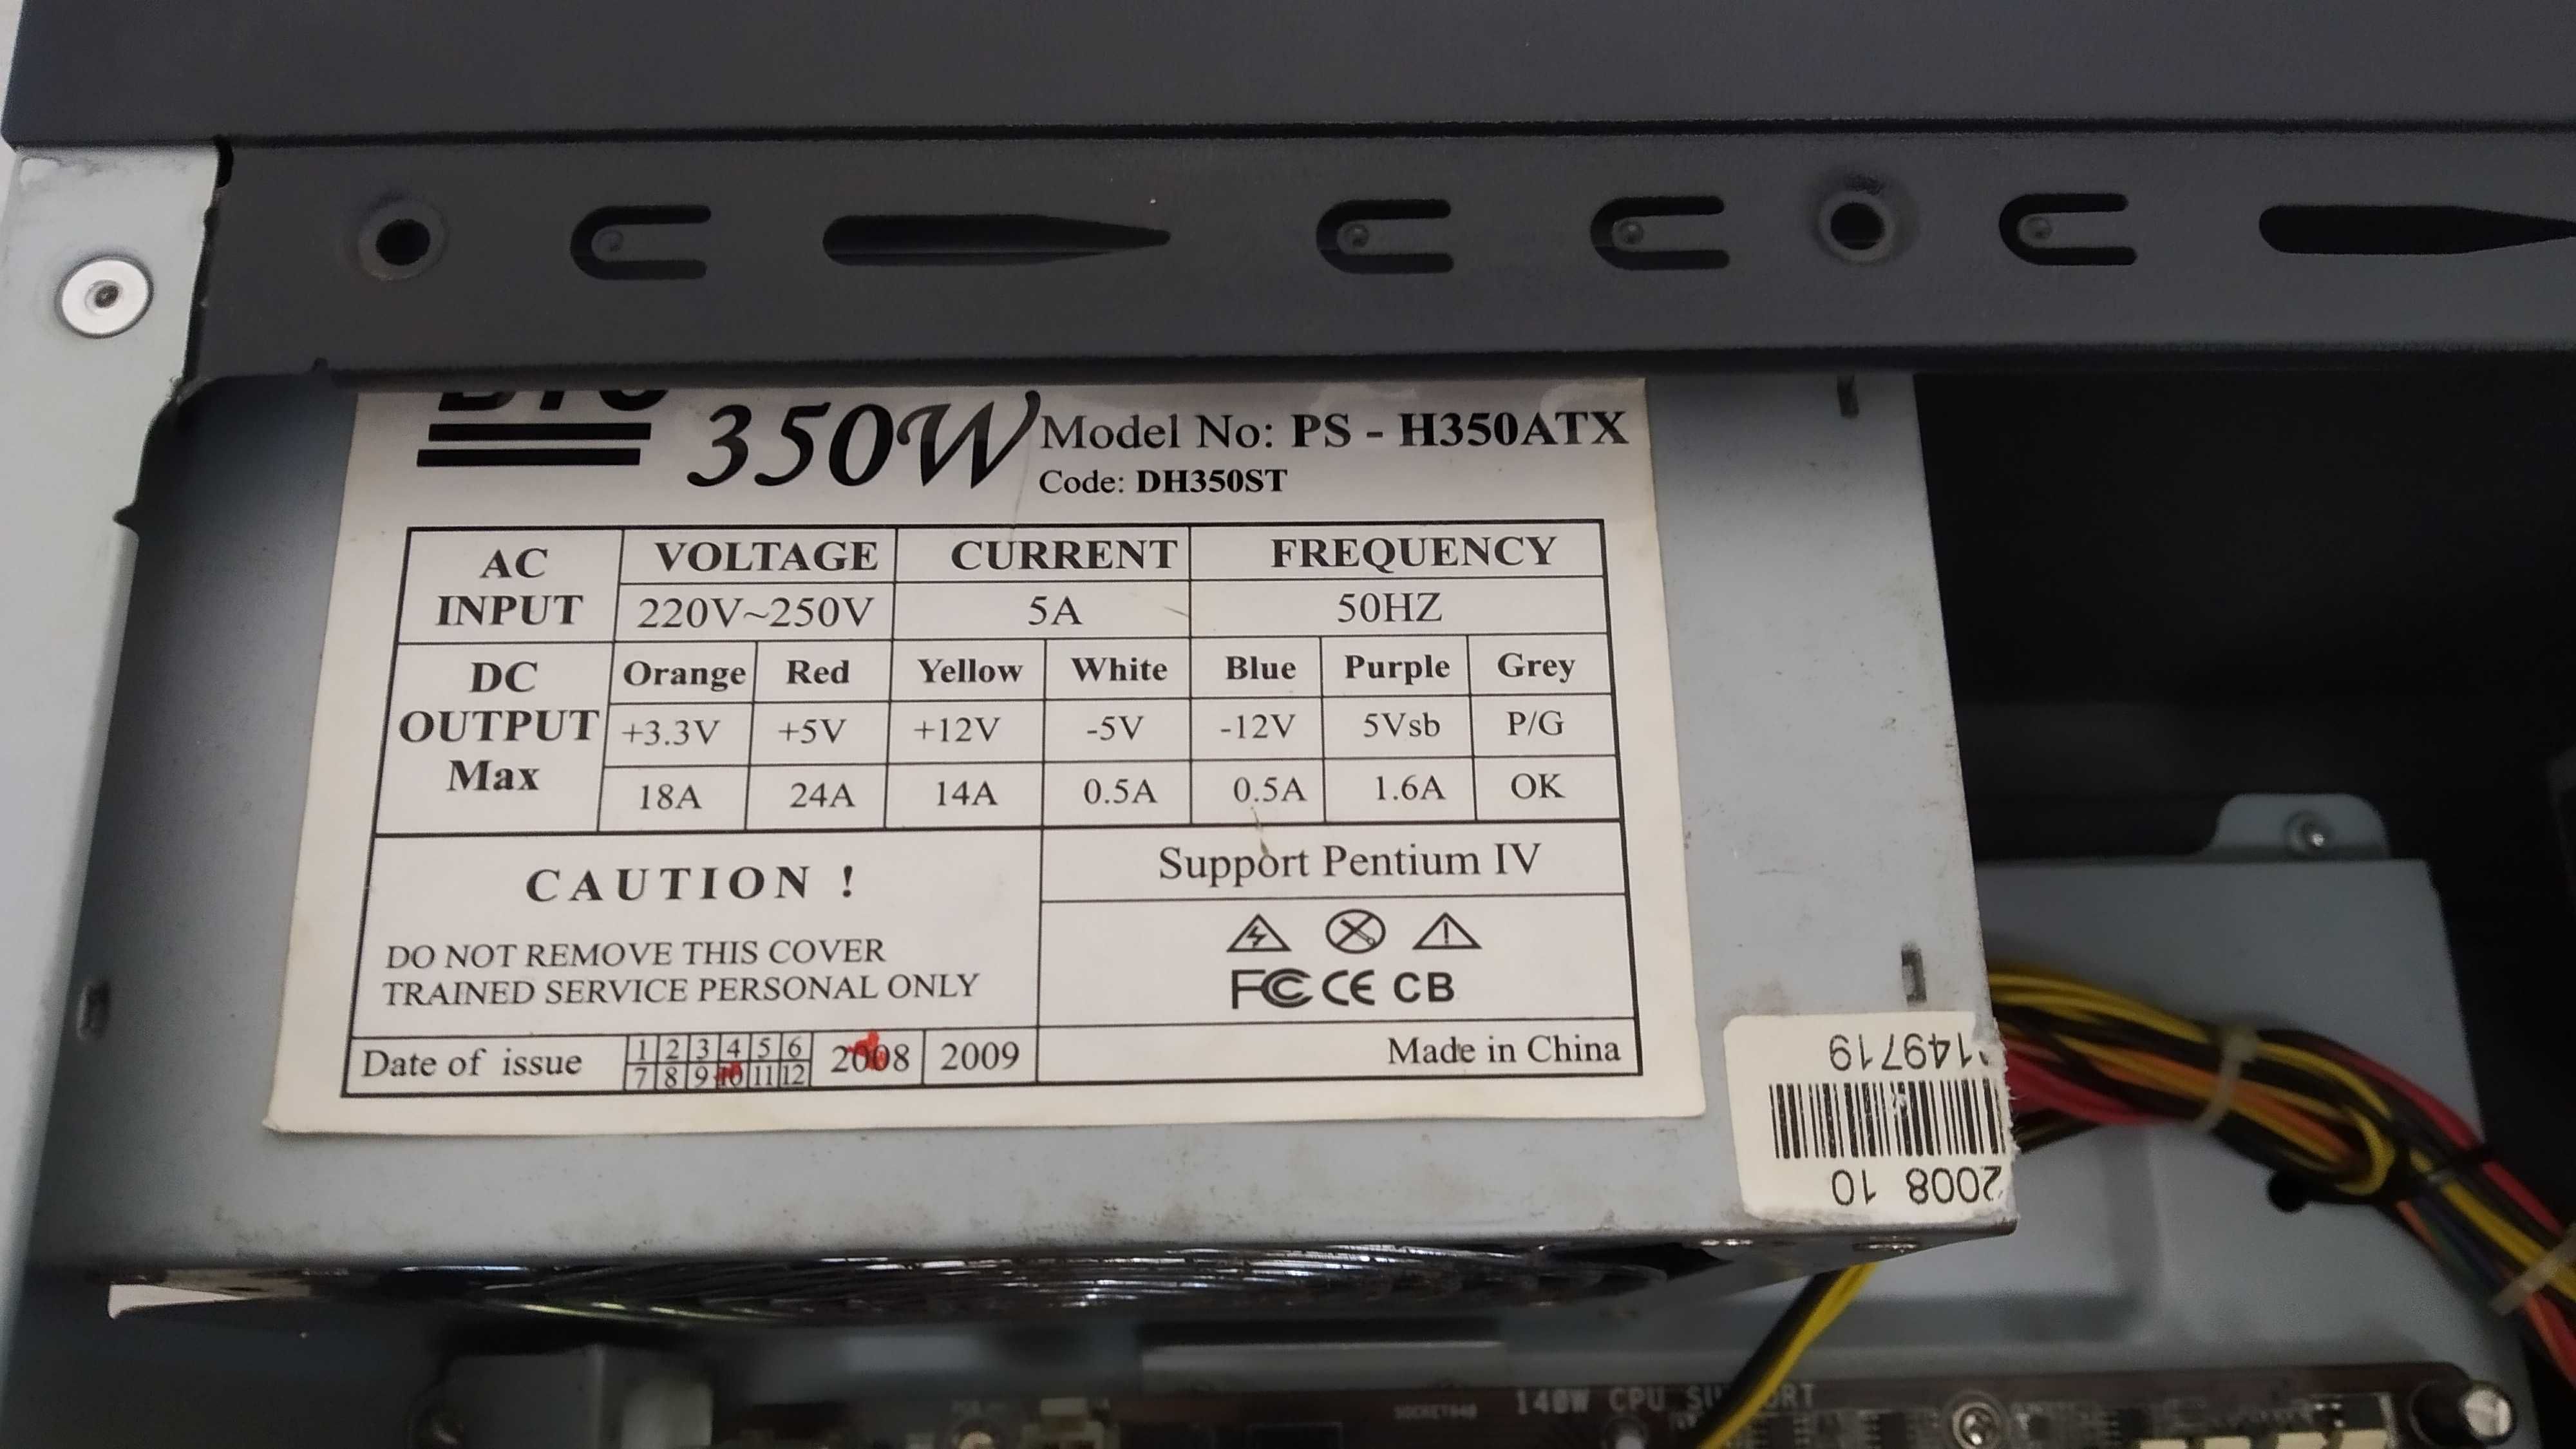 350W Model No: PS - H350ATX
Code: DH350ST
AC INPUT VOLTAGE CURRENT FREQUENCY
220V~250V 5A 50HZ
DC OUTPUT Max Orange Red Yellow White Blue Purple Grey
+3.3V +5V +12V -5V -12V 5Vsb P/G
18A 24A 14A 0.5A 0.5A 1.6A OK
CAUTION !
DO NOT REMOVE THIS COVER
TRAINED SERVICE PERSONAL ONLY
Support Pentium IV
FC CE CB
Date of issue 1 2 3 4 5 6 2008 2009
7 8 9 10 11 12
Made in China
149719
2008 10
140W CPU